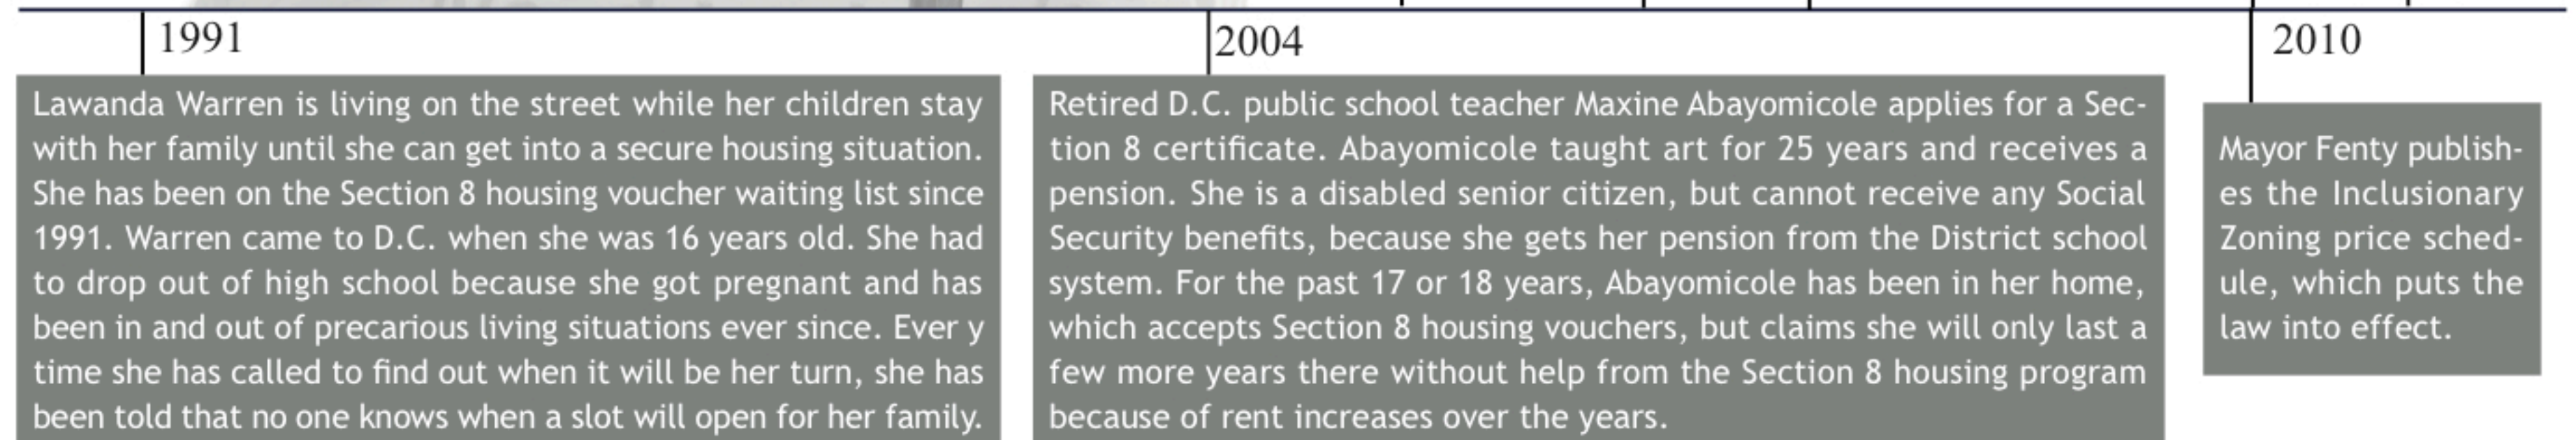 1991
Lawanda Warren is living on the street while her children stay
with her family until she can get into a secure housing situation.
She has been on the Section 8 housing voucher waiting list since
1991. Warren came to D.C. when she was 16 years old. She had
to drop out of high school because she got pregnant and has
been in and out of precarious living situations ever since. Ever y
time she has called to find out when it will be her turn, she has
been told that no one knows when a slot will open for her family.
2004
Retired D.C. public school teacher Maxine Abayomicole applies for a Sec-
tion 8 certificate. Abayomicole taught art for 25 years and receives a
pension. She is a disabled senior citizen, but cannot receive any Social
Security benefits, because she gets her pension from the District school
system. For the past 17 or 18 years, Abayomicole has been in her home,
which accepts Section 8 housing vouchers, but claims she will only last a
few more years there without help from the Section 8 housing program
because of rent increases over the years.
2010
Mayor Fenty publish-
es the Inclusionary
Zoning price sched-
ule, which puts the
law into effect.